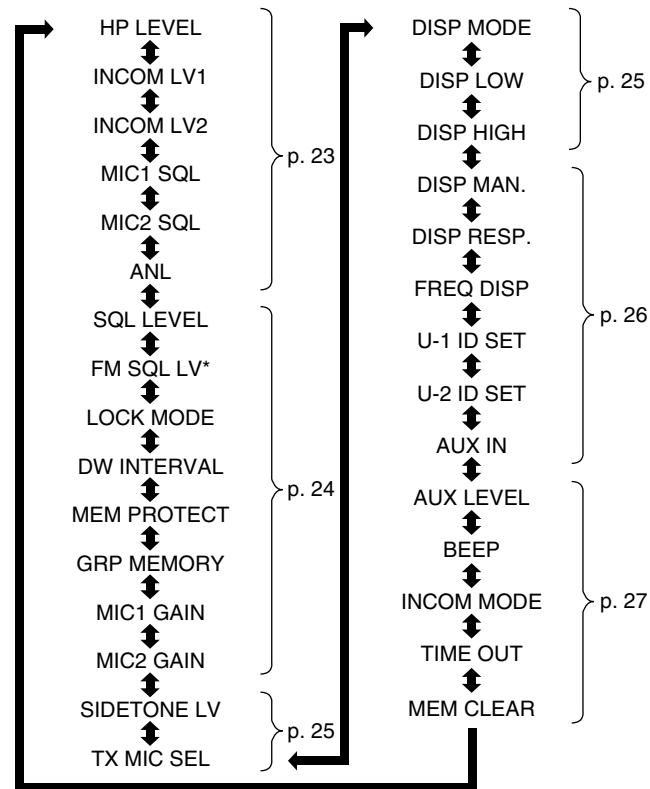 HP LEVEL
INCOM LV1
INCOM LV2
MIC1 SQL
MIC2 SQL
ANL
p. 23
SQL LEVEL
FM SQL LV*
LOCK MODE
DW INTERVAL
MEM PROTECT
GRP MEMORY
MIC1 GAIN
MIC2 GAIN
p. 24
SIDETONE LV
TX MIC SEL
p. 25
DISP MODE
DISP LOW
DISP HIGH
p. 25
DISP MAN.
DISP RESP.
FREQ DISP
U-1 ID SET
U-2 ID SET
AUX IN
p. 26
AUX LEVEL
BEEP
INCOM MODE
TIME OUT
MEM CLEAR
p. 27